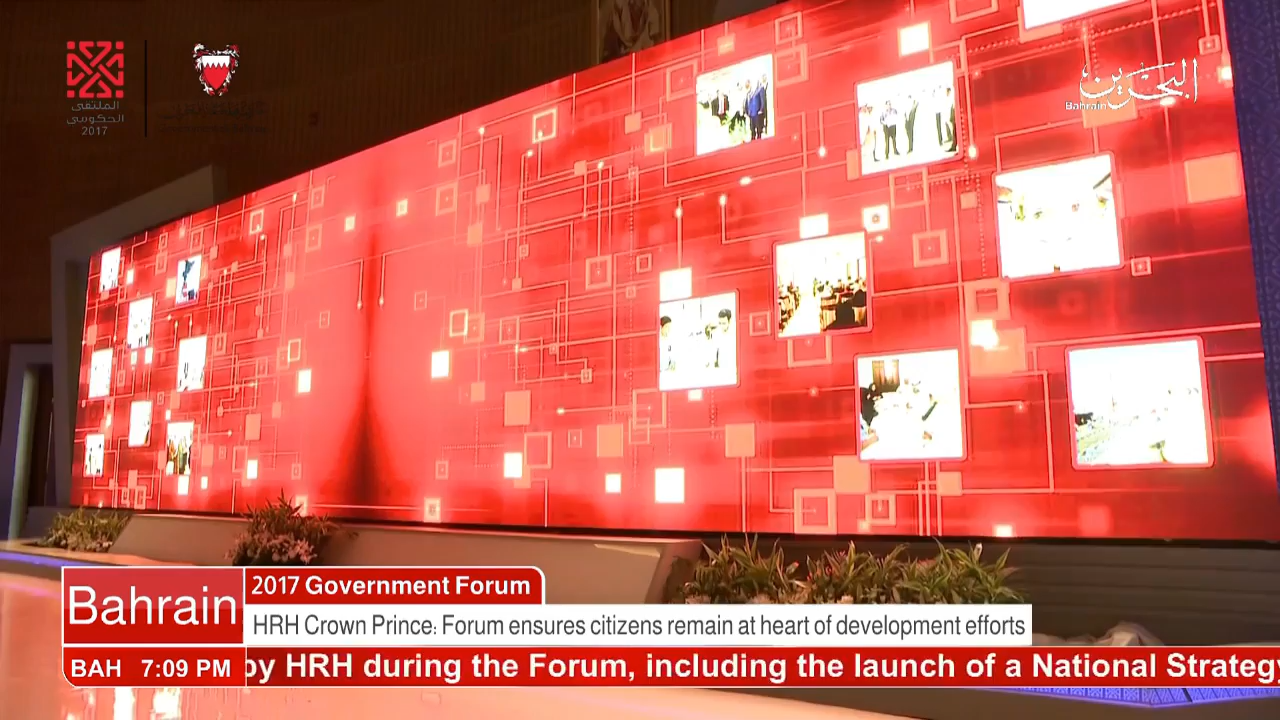 الملتقى
الحكومي
2017
البحرين
Bahrain
Bahrain
2017 Government Forum
HRH Crown Prince: Forum ensures citizens remain at heart of development efforts
BAH 7:09 PM
by HRH during the Forum, including the launch of a National Strategy